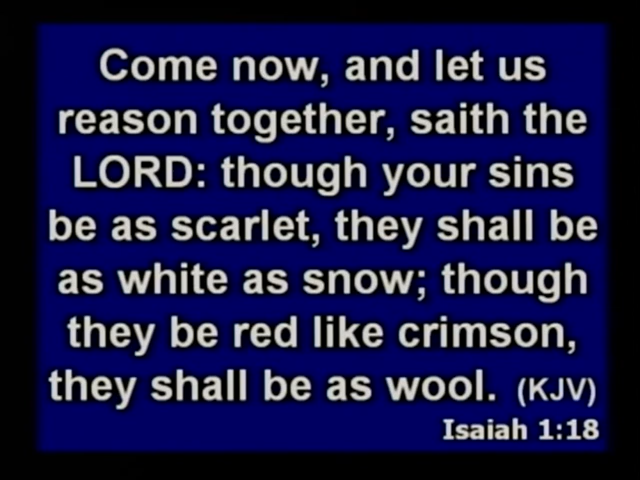 Come now, and let us
reason together, saith the
LORD: though your sins
be as scarlet, they shall be
as white as snow; though
they be red like crimson,
they shall be as wool. (KJV)
Isaiah 1:18